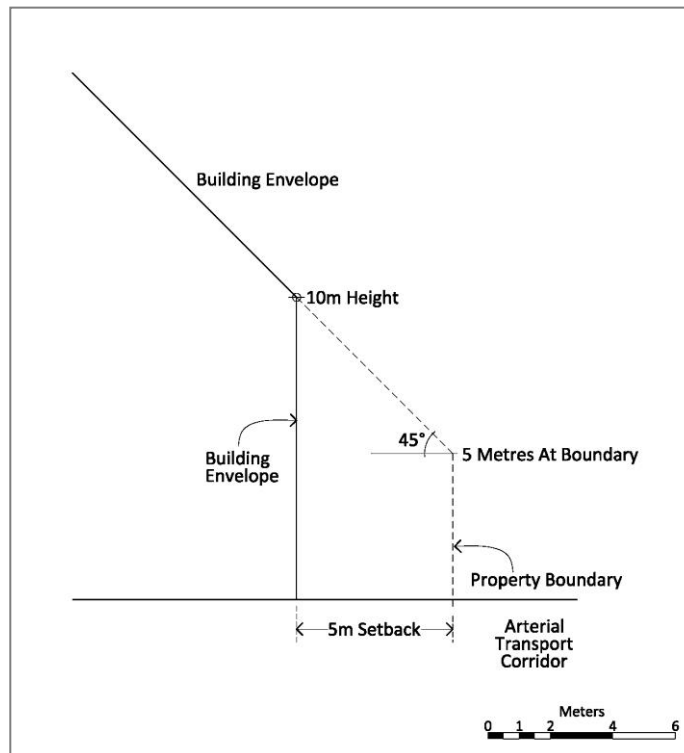 Building Envelope
10m Height
45°
5 Metres At Boundary
Building
Envelope
Property Boundary
5m Setback
Arterial
Transport
Corridor
Meters
0 1 2 4 6